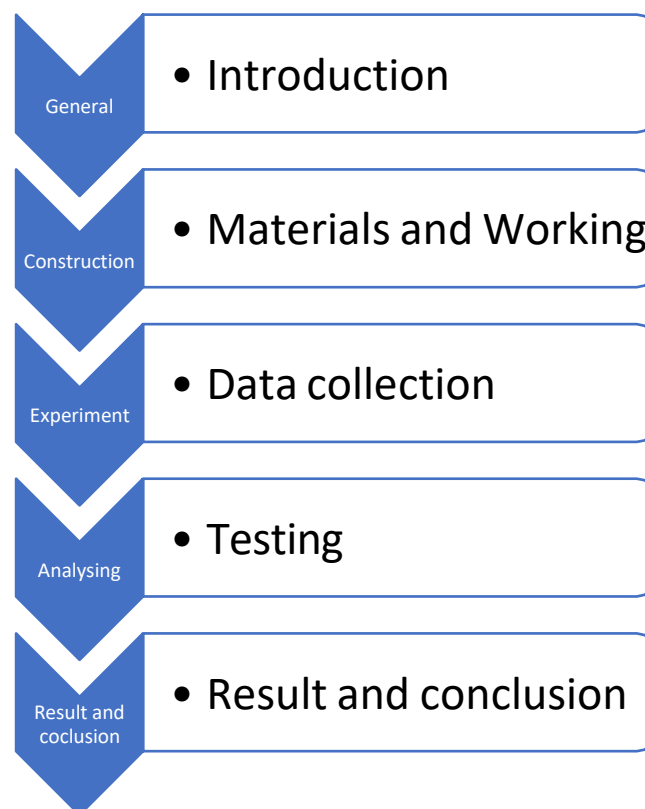 General
• Introduction
Construction
• Materials and Working
Experiment
• Data collection
Analysing
• Testing
Result and
coclusion
• Result and conclusion